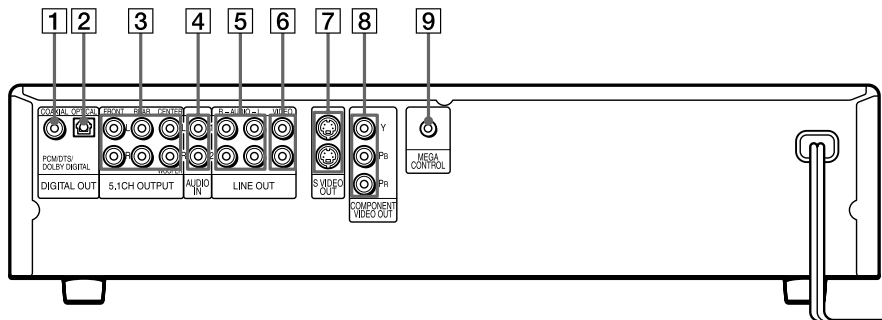 1 2 3 4 5 6 7 8 9
COAXIAL OPTICAL FRONT REAR CENTER R – AUDIO – L VIDEO
L 1 Y
R 2 PB
PR
PCM/DTS/
DOLBY DIGITAL
WOOFER
DIGITAL OUT
5.1CH OUTPUT
AUDIO
IN
LINE OUT
S VIDEO
OUT
COMPONENT
VIDEO OUT
MEGA
CONTROL